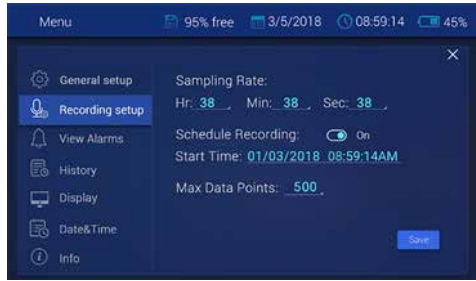 Menu 95% free 3/5/2018 08:59:14 45%
General setup
Recording setup
View Alarms
History
Display
Date&Time
Info
Sampling Rate:
Hr: 38 Min: 38 Sec: 38
Schedule Recording: On
Start Time: 01/03/2018 08:59:14AM
Max Data Points: 500
Save